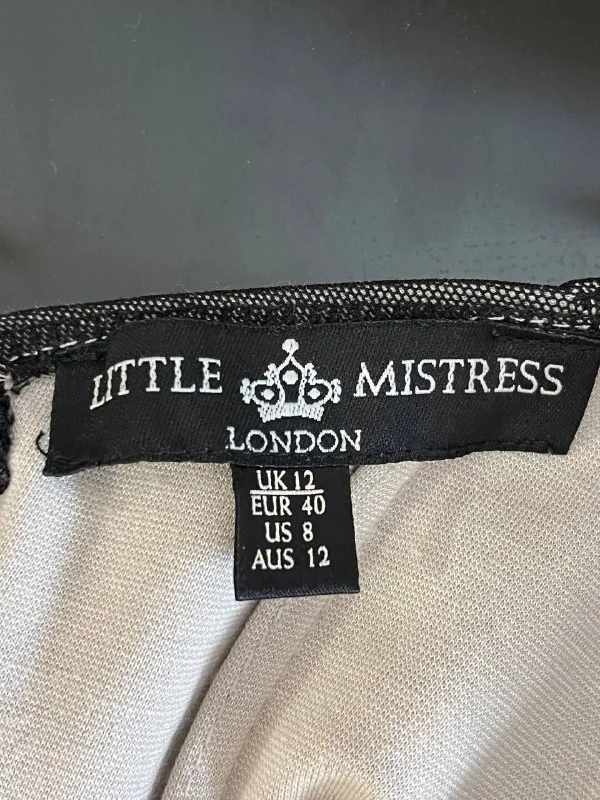 LITTLE MISTRESS
LONDON
UK 12
EUR 40
US 8
AUS 12